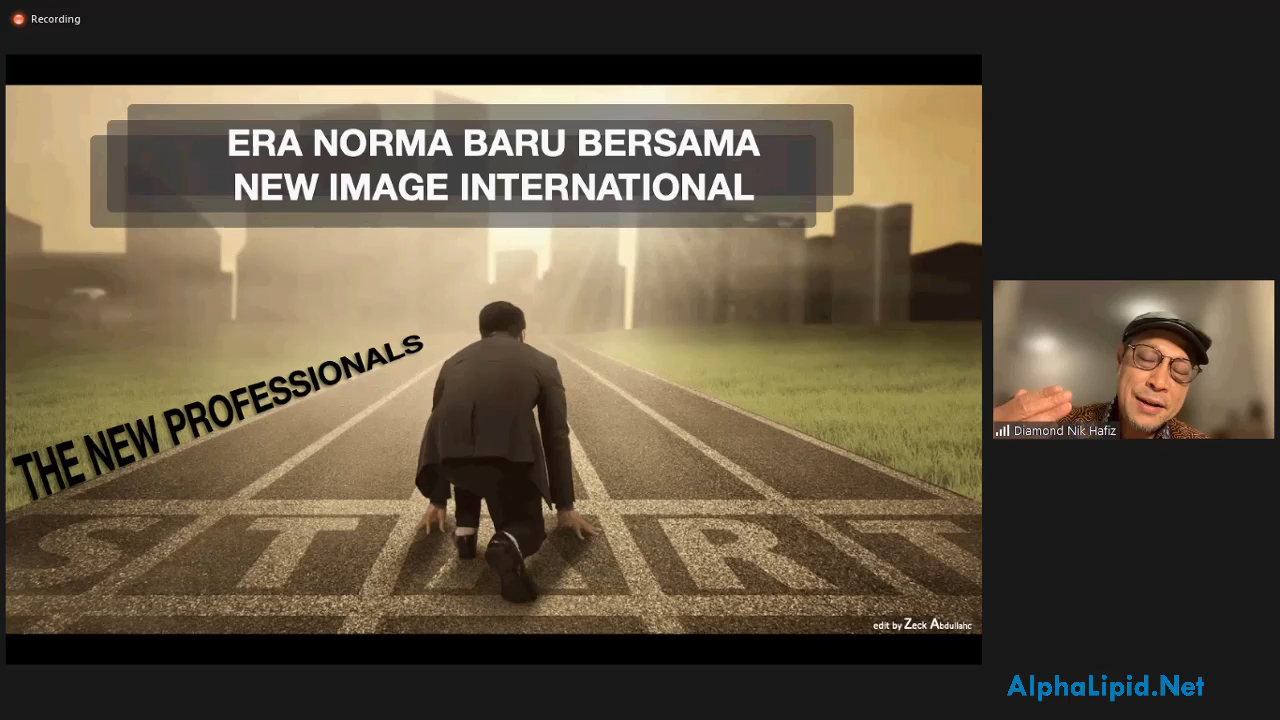 Recording
ERA NORMA BARU BERSAMA
NEW IMAGE INTERNATIONAL
THE NEW PROFESSIONALS
START
edit by Zeck Abdullahc
Diamond Nik Hafiz
AlphaLipid.Net